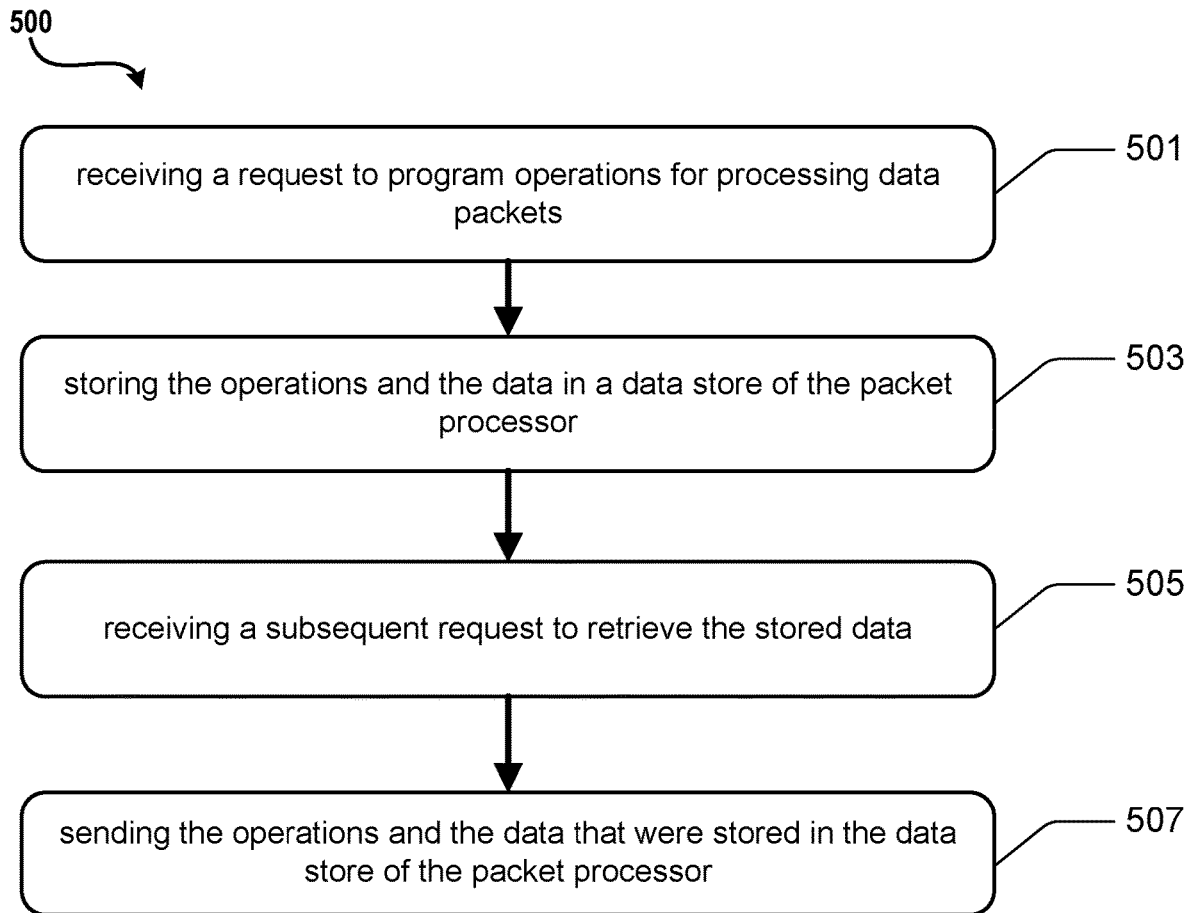 500
receiving a request to program operations for processing data
packets
501
storing the operations and the data in a data store of the packet
processor
503
receiving a subsequent request to retrieve the stored data
505
sending the operations and the data that were stored in the data
store of the packet processor
507